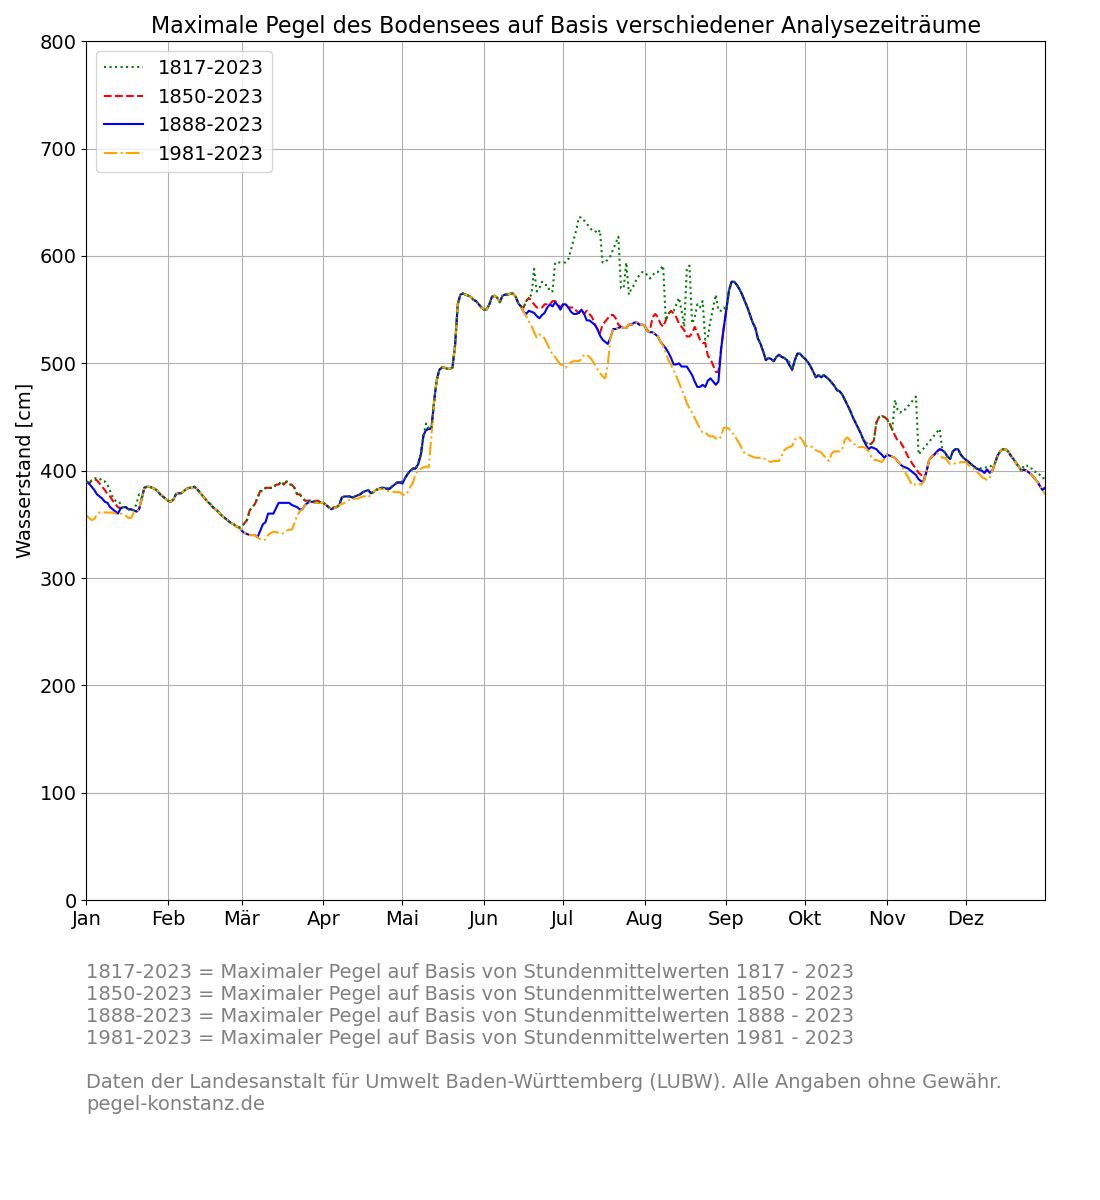 Maximale Pegel des Bodensees auf Basis verschiedener Analysezeiträume
800
700
600
500
400
300
200
100
0
Wasserstand [cm]
1817-2023
1850-2023
1888-2023
1981-2023
Jan Feb Mär Apr Mai Jun Jul Aug Sep Okt Nov Dez
1817-2023 = Maximaler Pegel auf Basis von Stundenmittelwerten 1817 - 2023
1850-2023 = Maximaler Pegel auf Basis von Stundenmittelwerten 1850 - 2023
1888-2023 = Maximaler Pegel auf Basis von Stundenmittelwerten 1888 - 2023
1981-2023 = Maximaler Pegel auf Basis von Stundenmittelwerten 1981 - 2023
Daten der Landesanstalt für Umwelt Baden-Württemberg (LUBW). Alle Angaben ohne Gewähr.
pegel-konstanz.de